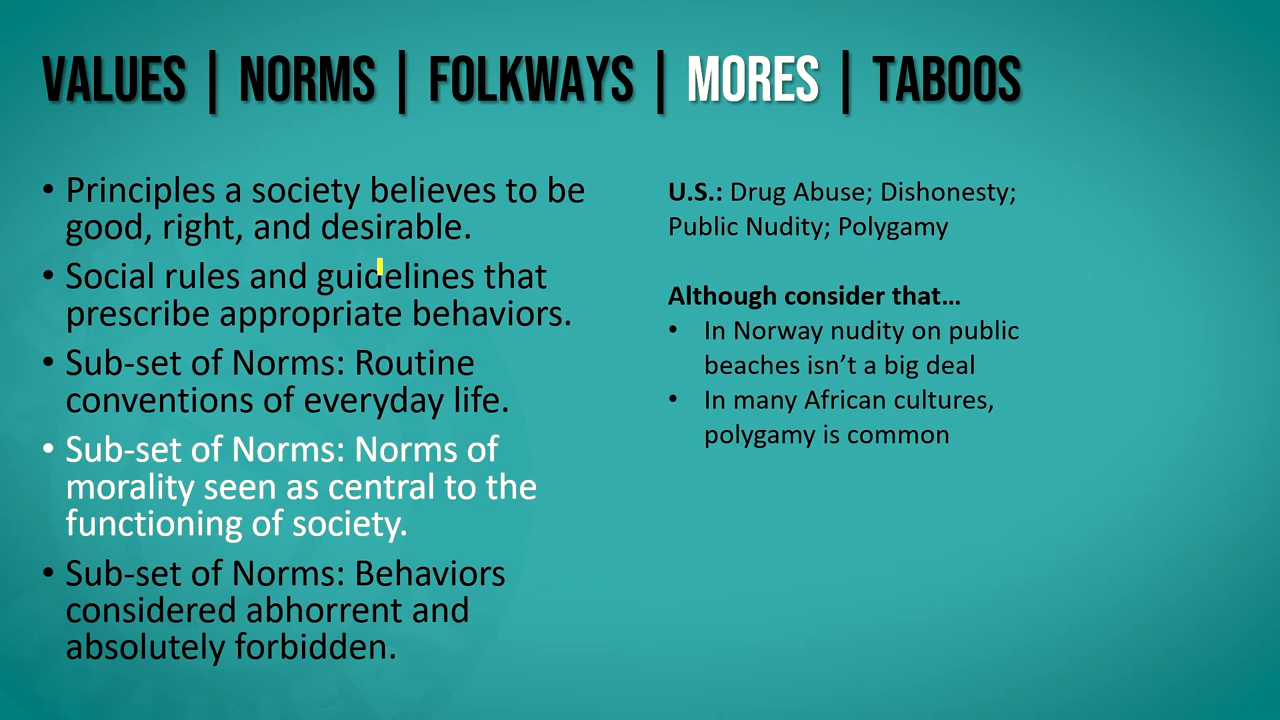 VALUES | NORMS | FOLKWAYS | MORES | TABOOS
• Principles a society believes to be
good, right, and desirable.
• Social rules and guidelines that
prescribe appropriate behaviors.
• Sub-set of Norms: Routine
conventions of everyday life.
• Sub-set of Norms: Norms of
morality seen as central to the
functioning of society.
• Sub-set of Norms: Behaviors
considered abhorrent and
absolutely forbidden.
U.S.: Drug Abuse; Dishonesty;
Public Nudity; Polygamy
Although consider that…
• In Norway nudity on public
beaches isn’t a big deal
• In many African cultures,
polygamy is common